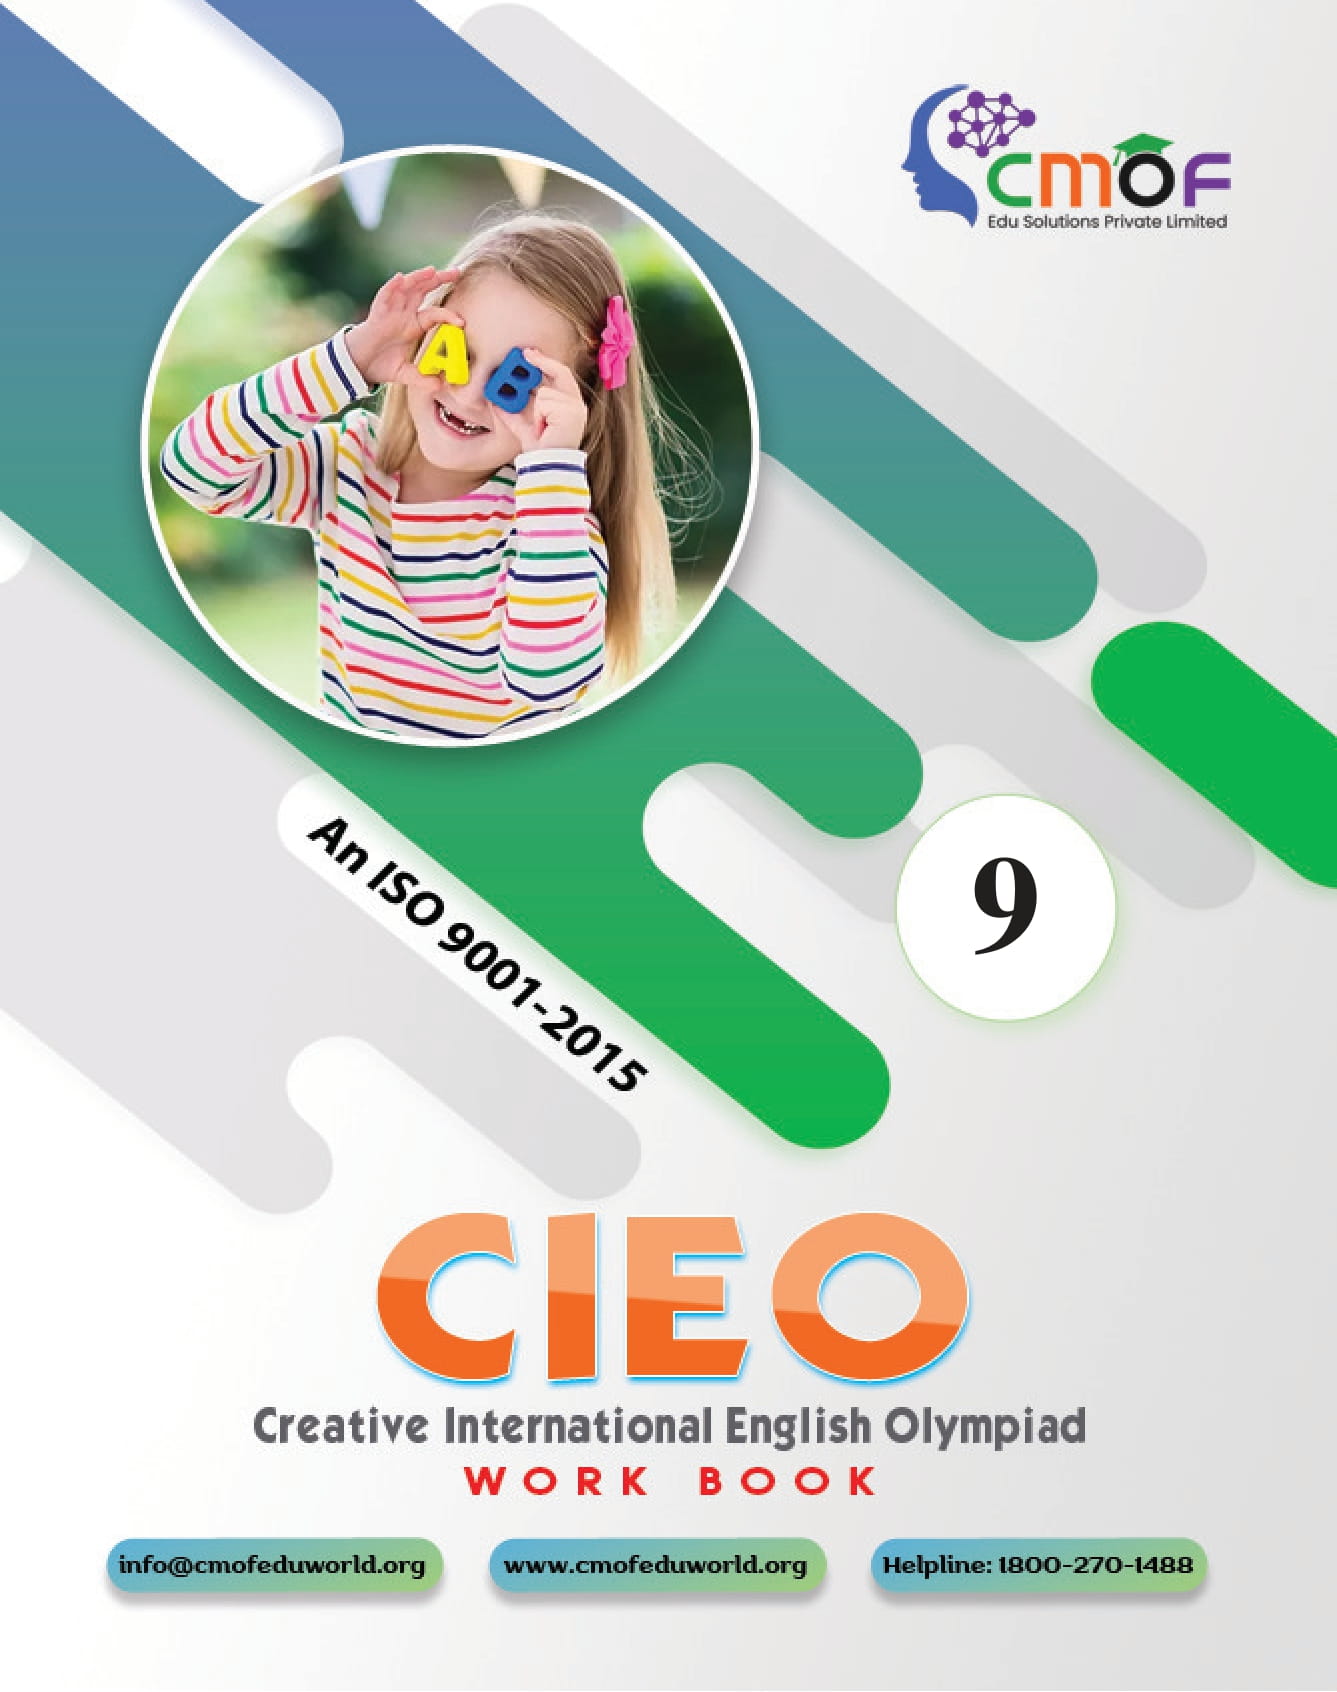 cmOF
Edu Solutions Private Limited
A B
9
An ISO 9001-2015
CIEO
Creative International English Olympiad
WORK BOOK
info@cmofeduworld.org
www.cmofeduworld.org
Helpline: 1800-270-1488